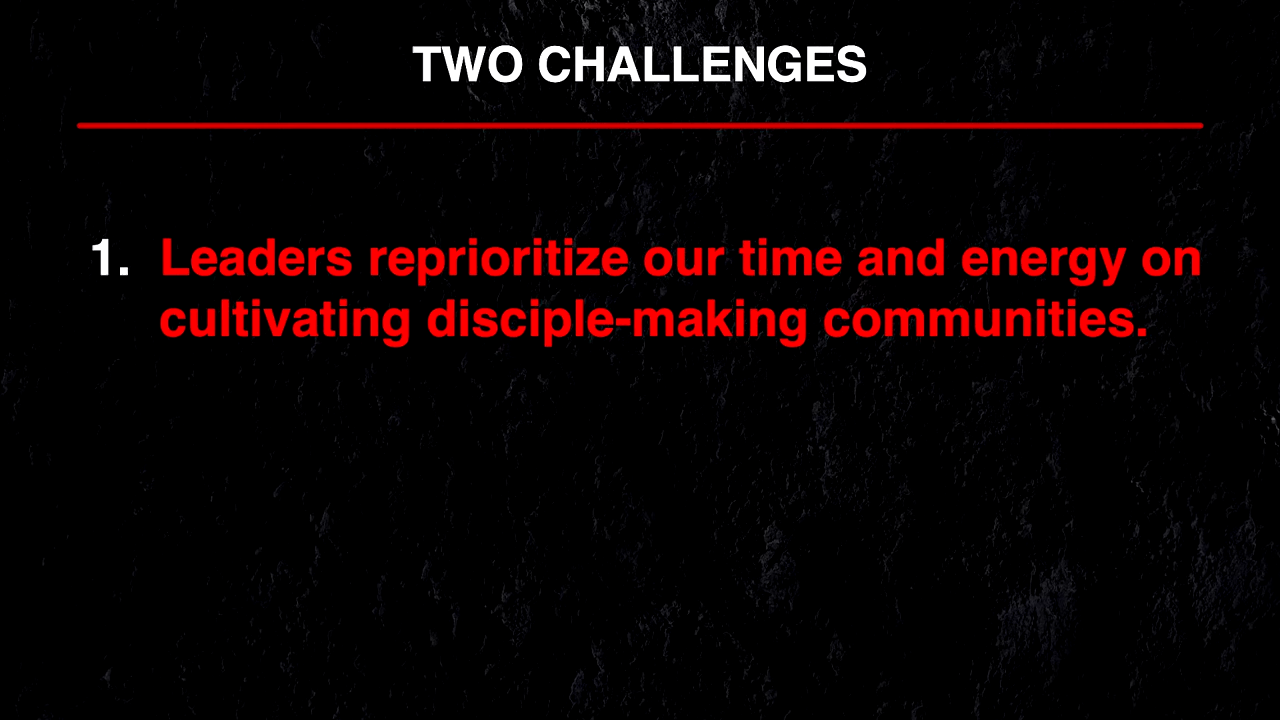 TWO CHALLENGES
1. Leaders reprioritize our time and energy on
cultivating disciple-making communities.